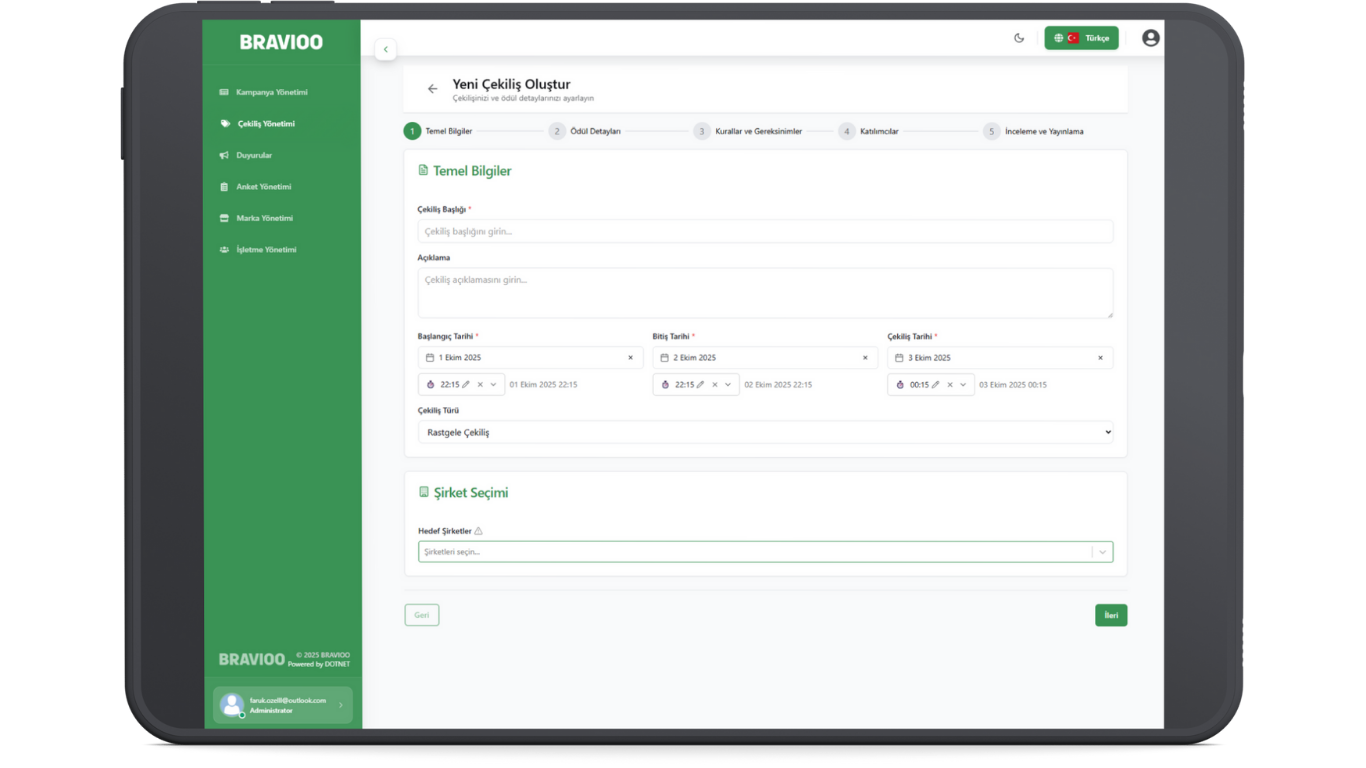 BRAVIOO
Türkçe
Kampanya Yönetimi
Çekiliş Yönetimi
Duyurular
Anket Yönetimi
Marka Yönetimi
İşletme Yönetimi
Yeni Çekiliş Oluştur
Çekilişinizi ve ödül detaylarınızı ayarlayın
1 Temel Bilgiler 2 Ödül Detayları 3 Kurallar ve Gereksinimler 4 Katılımcılar 5 İnceleme ve Yayınlama
Temel Bilgiler
Çekiliş Başlığı *
Çekiliş başlığını girin...
Açıklama
Çekiliş açıklamasını girin...
Başlangıç Tarihi * Bitiş Tarihi * Çekiliş Tarihi *
1 Ekim 2025 2 Ekim 2025 3 Ekim 2025
22:15 01 Ekim 2025 22:15 22:15 02 Ekim 2025 22:15 00:15 03 Ekim 2025 00:15
Çekiliş Türü
Rastgele Çekiliş
Şirket Seçimi
Hedef Şirketler
Şirketleri seçin...
Geri İleri
BRAVIOO © 2025 BRAVIOO
Powered by DOTNET
Administrator